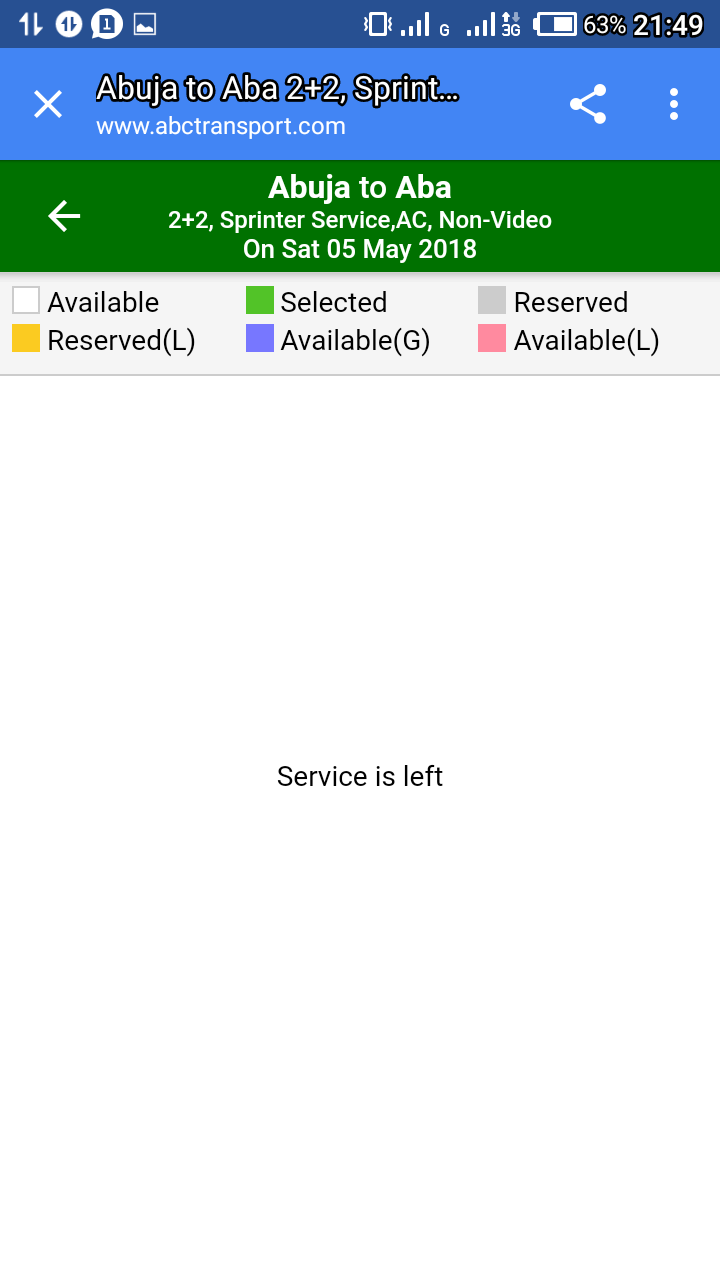 G 3G 63% 21:49
Abuja to Aba 2+2, Sprint...
www.abctransport.com
Abuja to Aba
2+2, Sprinter Service,AC, Non-Video
On Sat 05 May 2018
Available Selected Reserved
Reserved(L) Available(G) Available(L)
Service is left